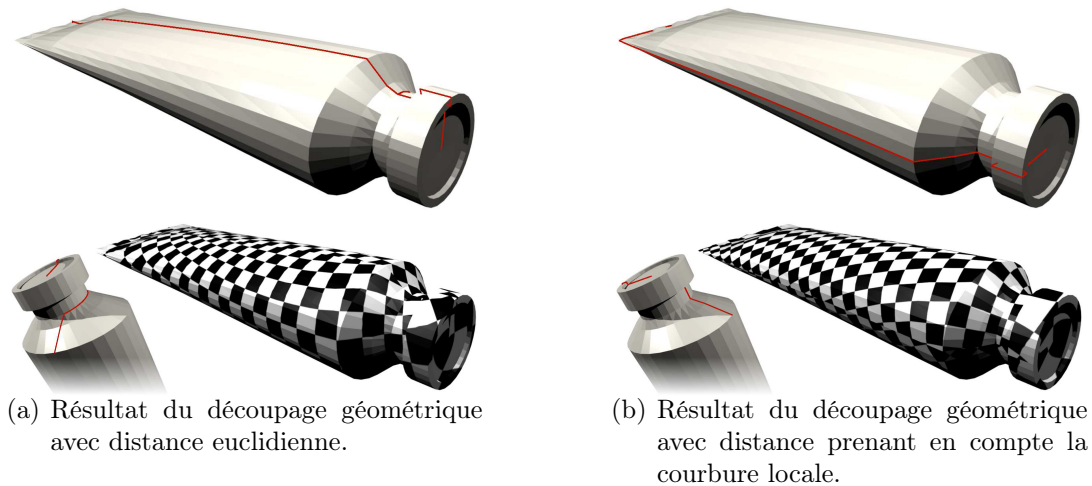 (a) Résultat du découpage géométrique
avec distance euclidienne.
(b) Résultat du découpage géométrique
avec distance prenant en compte la
courbure locale.